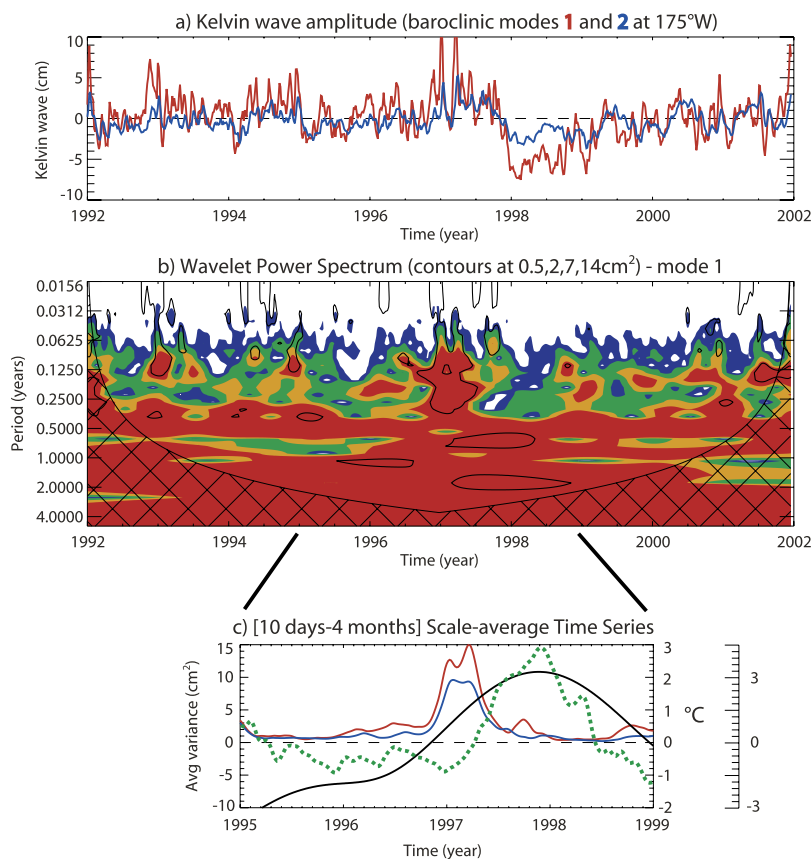 a) Kelvin wave amplitude (baroclinic modes 1 and 2 at 175°W)
10
5
0
-5
-10
Kelvin wave (cm)
1992 1994 1996 1998 2000 2002
Time (year)
b) Wavelet Power Spectrum (contours at 0.5,2,7,14cm²) - mode 1
0.0156
0.0312
0.0625
0.1250
0.2500
0.5000
1.0000
2.0000
4.0000
Period (years)
1992 1994 1996 1998 2000 2002
Time (year)
c) [10 days-4 months] Scale-average Time Series
15
10
5
0
-5
-10
Avg variance (cm²)
3
2
1
0
-1
-2
°C
3
0
-3
1995 1996 1997 1998 1999
Time (year)